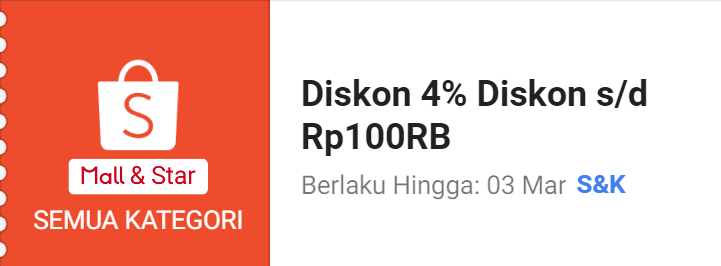 S
Mall & Star
SEMUA KATEGORI
Diskon 4% Diskon s/d
Rp100RB
Berlaku Hingga: 03 Mar S&K